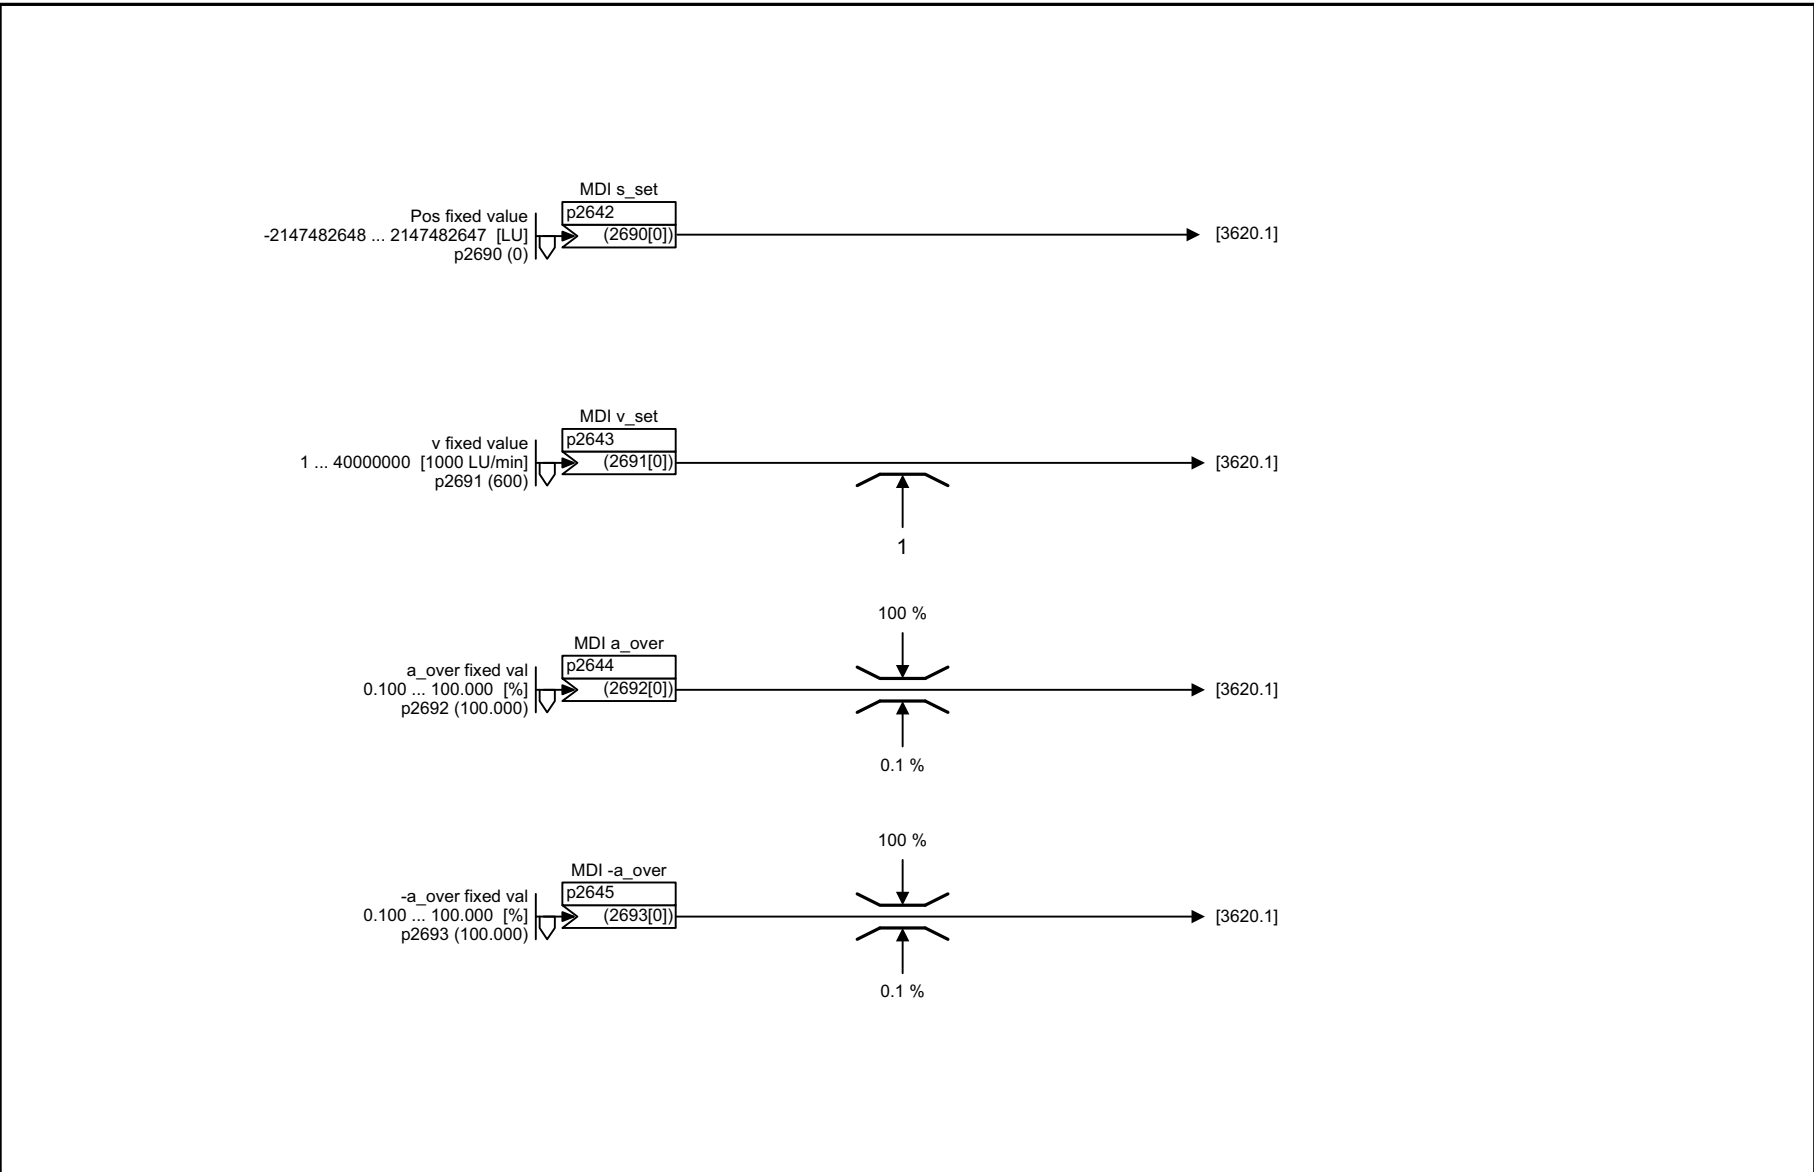 MDI s_set
Pos fixed value
p2642
-2147482648 ... 2147482647 [LU]
(2690[0])
[3620.1]
p2690 (0)
MDI v_set
v fixed value
p2643
1 ... 40000000 [1000 LU/min]
(2691[0])
[3620.1]
p2691 (600)
1
100 %
MDI a_over
a_over fixed val
p2644
0.100 ... 100.000 [%]
(2692[0])
[3620.1]
p2692 (100.000)
0.1 %
100 %
MDI -a_over
-a_over fixed val
p2645
0.100 ... 100.000 [%]
(2693[0])
[3620.1]
p2693 (100.000)
0.1 %